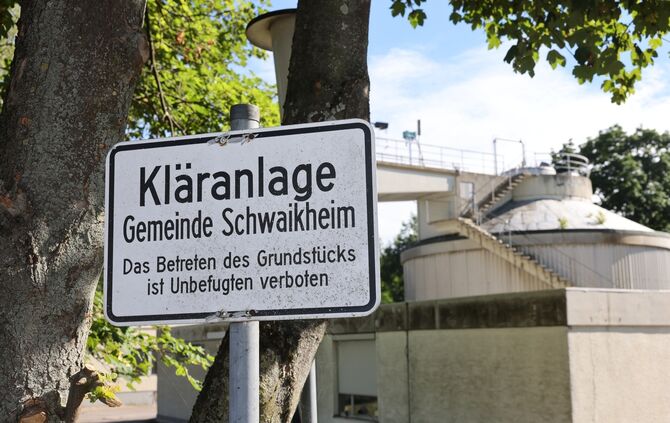 Kläranlage
Gemeinde Schwaikheim
Das Betreten des Grundstücks
ist Unbefugten verboten